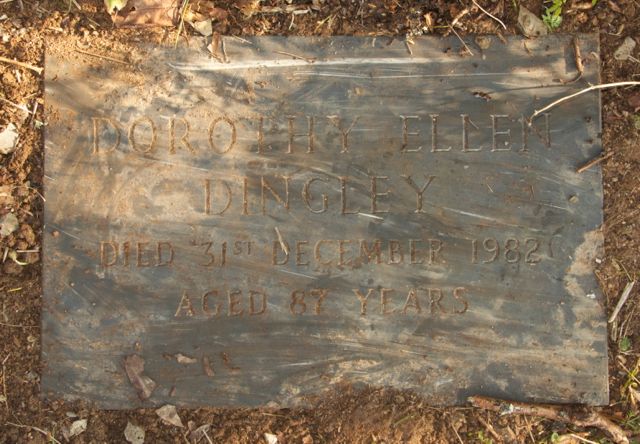 DOROTHY ELLEN
DINGLEY
DIED 31ST DECEMBER 1982
AGED 87 YEARS